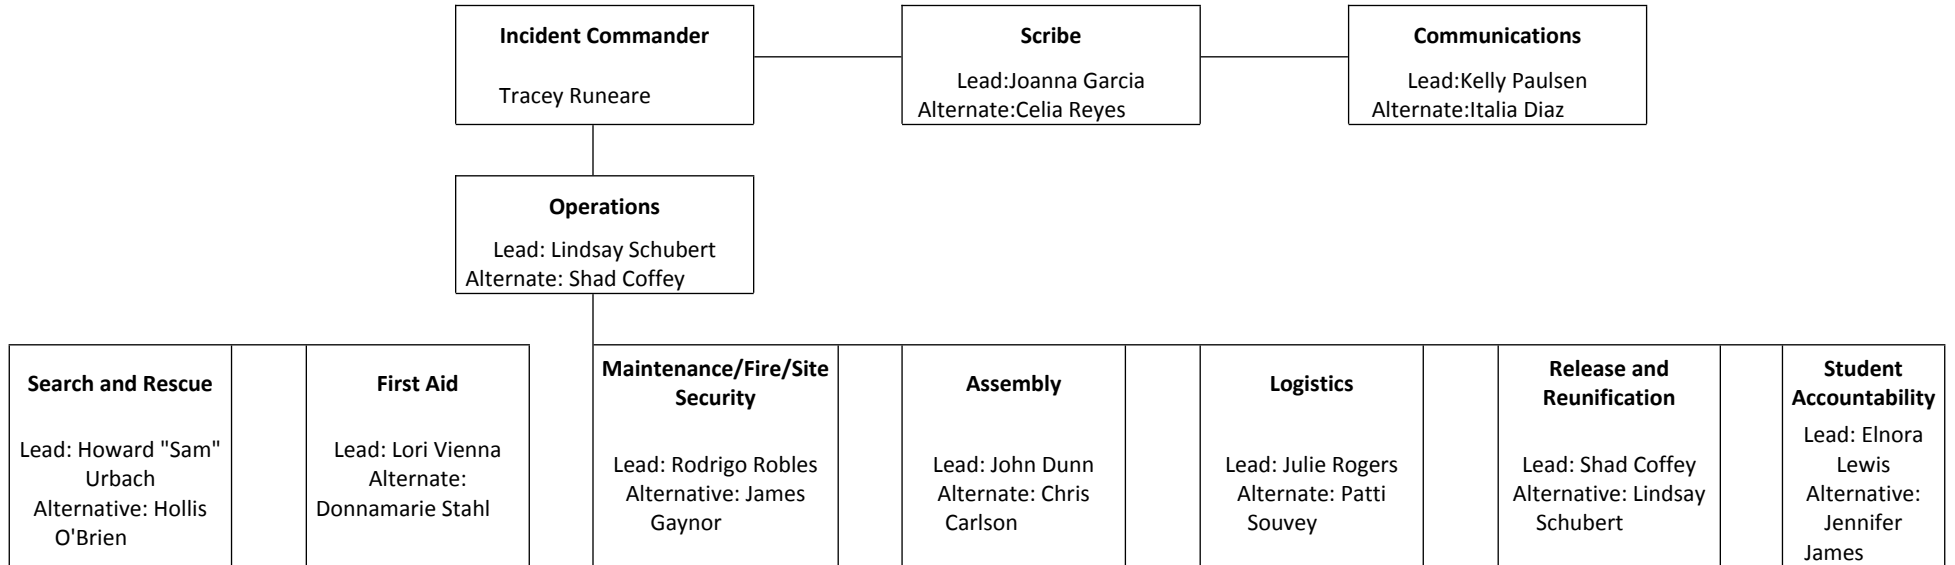 Incident Commander
Tracey Runeare
Scribe
Lead:Joanna Garcia
Alternate:Celia Reyes
Communications
Lead:Kelly Paulsen
Alternate:Italia Diaz
Operations
Lead: Lindsay Schubert
Alternate: Shad Coffey
Search and Rescue
Lead: Howard "Sam"
Urbach
Alternative: Hollis
O'Brien
First Aid
Lead: Lori Vienna
Alternate:
Donnamarie Stahl
Maintenance/Fire/Site
Security
Lead: Rodrigo Robles
Alternative: James
Gaynor
Assembly
Lead: John Dunn
Alternate: Chris
Carlson
Logistics
Lead: Julie Rogers
Alternate: Patti
Souvey
Release and
Reunification
Lead: Shad Coffey
Alternative: Lindsay
Schubert
Student
Accountability
Lead: Elnora
Lewis
Alternative:
Jennifer
James